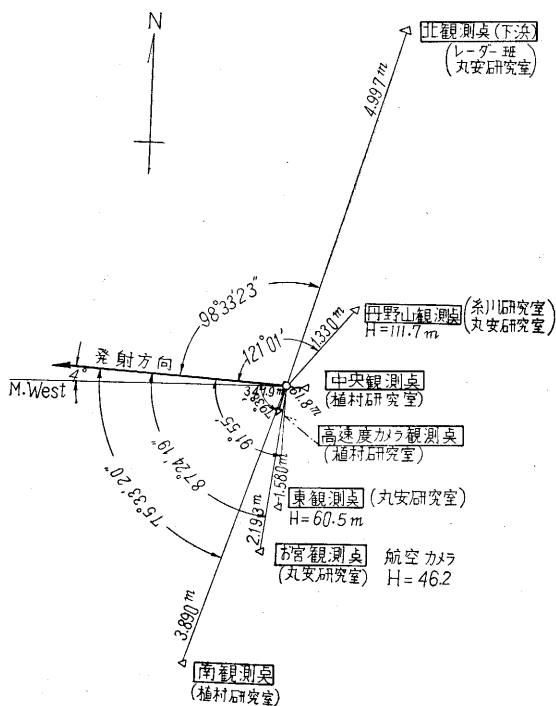 N
北観測点(下浜)
(レーダー班
丸安研究室)
4.997m
98°33′23″
丹野山観測点
H=111.7m
(糸川研究室
丸安研究室)
1.330m
121°01′
発射方向
4°
M.West
中央観測点
(植村研究室)
61.8m
高速度カメラ観測点
(植村研究室)
91°55′
87°24′19″
75°33′20″
1.580m
東観測点 (丸安研究室)
H=60.5m
2.193m
お宮観測点 航空カメラ
(丸安研究室) H=46.2
3.890m
南観測点
(植村研究室)